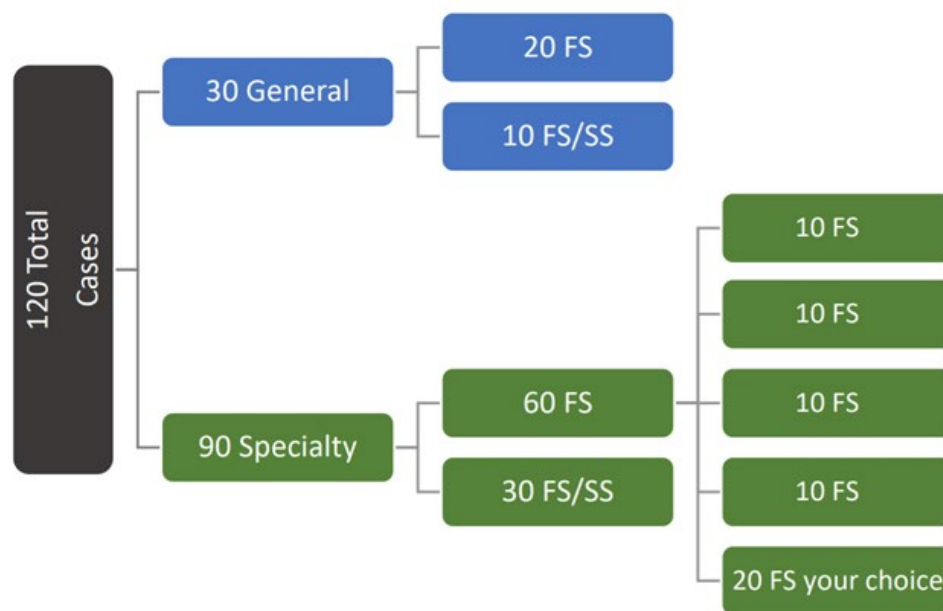 120 Total
Cases
30 General
20 FS
10 FS/SS
90 Specialty
60 FS
30 FS/SS
10 FS
10 FS
10 FS
10 FS
20 FS your choice